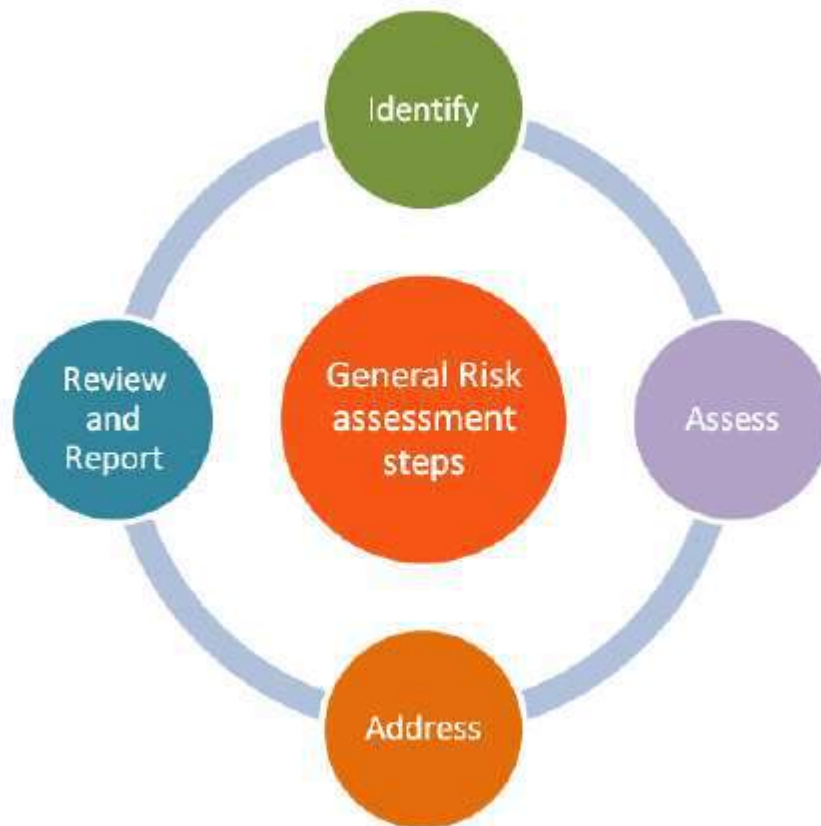 Identify
General Risk
assessment
steps
Assess
Address
Review
and
Report